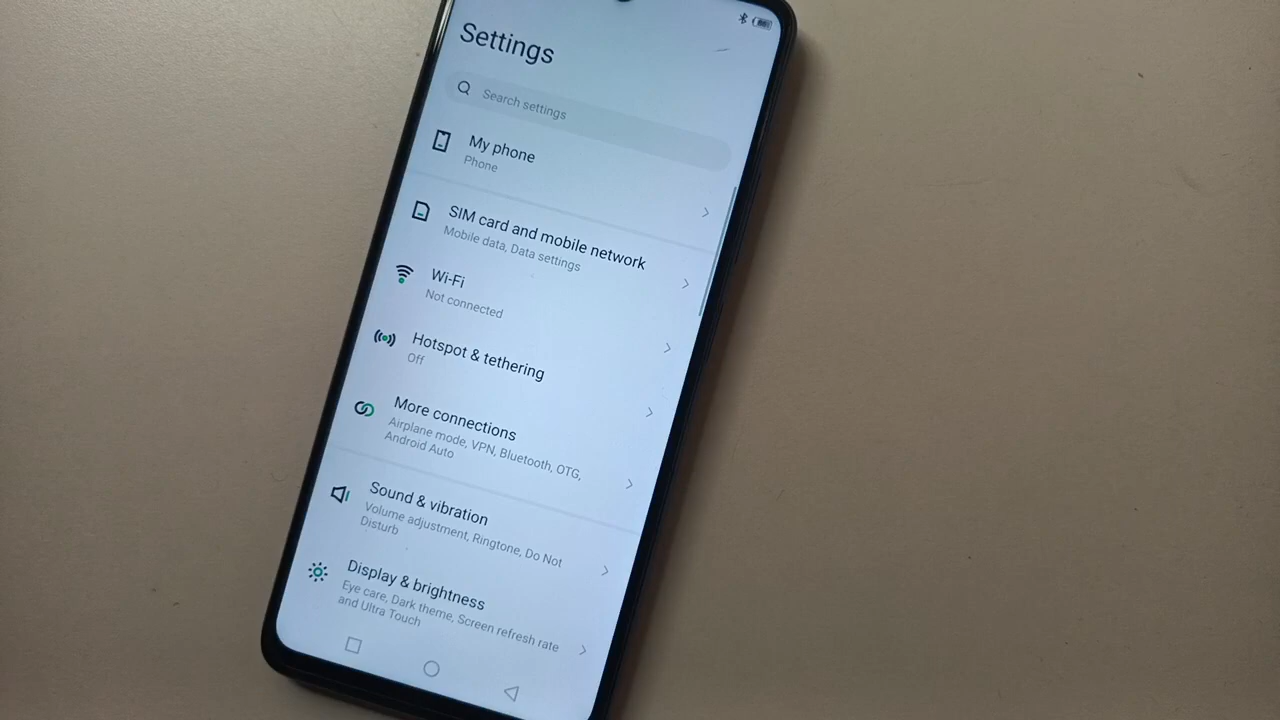 Settings
Search settings
My phone
Phone
SIM card and mobile network
Mobile data, Data settings
Wi-Fi
Not connected
Hotspot & tethering
Off
More connections
Airplane mode, VPN, Bluetooth, OTG,
Android Auto
Sound & vibration
Volume adjustment, Ringtone, Do Not
Disturb
Display & brightness
Eye care, Dark theme, Screen refresh rate
and Ultra Touch